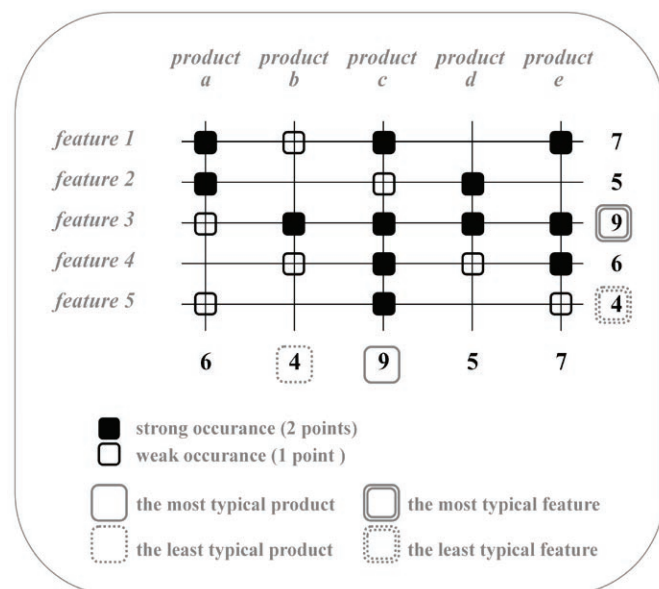 product product product product product
a b c d e
feature 1 7
feature 2 5
feature 3 9
feature 4 6
feature 5 4
6 4 9 5 7
strong occurance (2 points)
weak occurance (1 point )
the most typical product the most typical feature
the least typical product the least typical feature